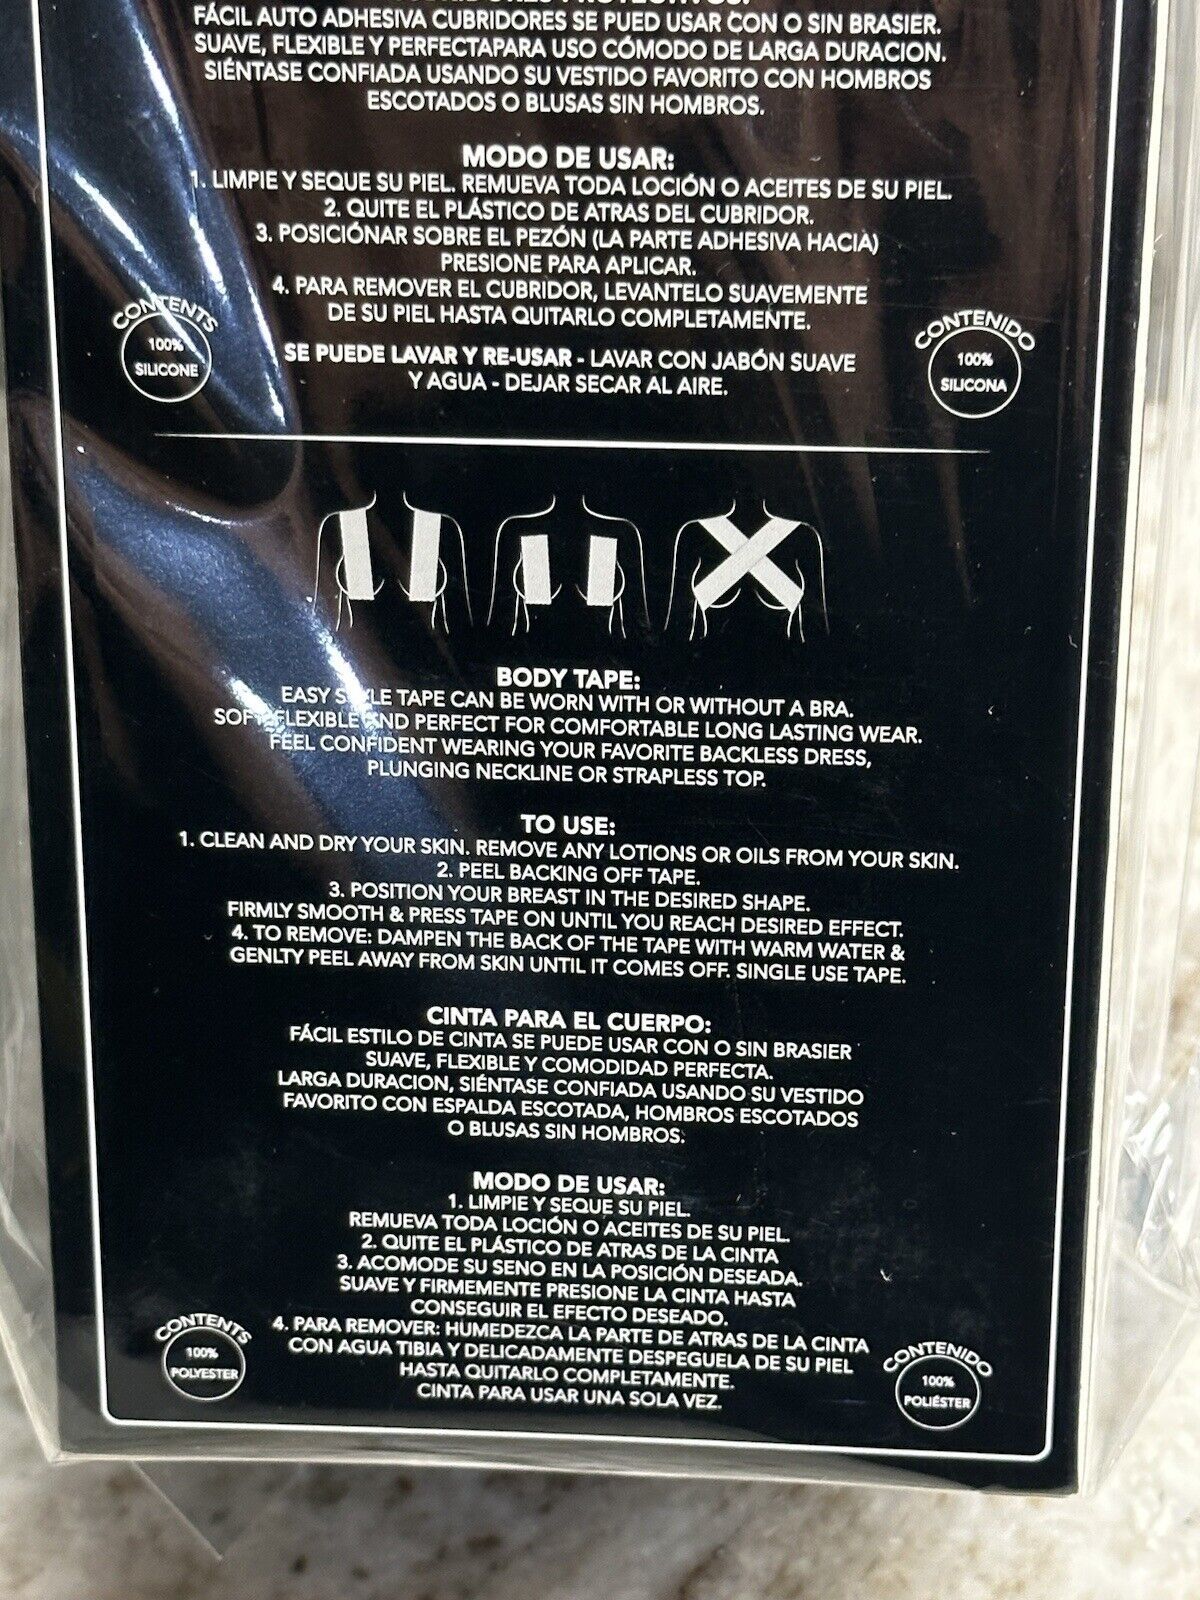 FÁCIL AUTO ADHESIVA CUBRIDORES SE PUED USAR CON O SIN BRASIER.
SUAVE, FLEXIBLE Y PERFECTAPARA USO CÓMODO DE LARGA DURACION.
SIÉNTASE CONFIADA USANDO SU VESTIDO FAVORITO CON HOMBROS
ESCOTADOS O BLUSAS SIN HOMBROS.
MODO DE USAR:
1. LIMPIE Y SEQUE SU PIEL. REMUEVA TODA LOCIÓN O ACEITES DE SU PIEL.
2. QUITE EL PLÁSTICO DE ATRAS DEL CUBRIDOR.
3. POSICIÓNAR SOBRE EL PEZÓN (LA PARTE ADHESIVA HACIA)
PRESIONE PARA APLICAR.
4. PARA REMOVER EL CUBRIDOR, LEVANTELO SUAVEMENTE
DE SU PIEL HASTA QUITARLO COMPLETAMENTE.
SE PUEDE LAVAR Y RE-USAR - LAVAR CON JABÓN SUAVE
Y AGUA - DEJAR SECAR AL AIRE.
CONTENTS
100%
SILICONE
CONTENIDO
100%
SILICONA
BODY TAPE:
EASY STYLE TAPE CAN BE WORN WITH OR WITHOUT A BRA.
SOFT, FLEXIBLE AND PERFECT FOR COMFORTABLE LONG LASTING WEAR.
FEEL CONFIDENT WEARING YOUR FAVORITE BACKLESS DRESS,
PLUNGING NECKLINE OR STRAPLESS TOP.
TO USE:
1. CLEAN AND DRY YOUR SKIN. REMOVE ANY LOTIONS OR OILS FROM YOUR SKIN.
2. PEEL BACKING OFF TAPE.
3. POSITION YOUR BREAST IN THE DESIRED SHAPE.
FIRMLY SMOOTH & PRESS TAPE ON UNTIL YOU REACH DESIRED EFFECT.
4. TO REMOVE: DAMPEN THE BACK OF THE TAPE WITH WARM WATER &
GENLTY PEEL AWAY FROM SKIN UNTIL IT COMES OFF. SINGLE USE TAPE.
CINTA PARA EL CUERPO:
FÁCIL ESTILO DE CINTA SE PUEDE USAR CON O SIN BRASIER
SUAVE, FLEXIBLE Y COMODIDAD PERFECTA.
LARGA DURACION, SIÉNTASE CONFIADA USANDO SU VESTIDO
FAVORITO CON ESPALDA ESCOTADA, HOMBROS ESCOTADOS
O BLUSAS SIN HOMBROS.
MODO DE USAR:
1. LIMPIE Y SEQUE SU PIEL.
REMUEVA TODA LOCIÓN O ACEITES DE SU PIEL.
2. QUITE EL PLÁSTICO DE ATRAS DE LA CINTA
3. ACOMODE SU SENO EN LA POSICIÓN DESEADA.
SUAVE Y FIRMEMENTE PRESIONE LA CINTA HASTA
CONSEGUIR EL EFECTO DESEADO.
4. PARA REMOVER: HUMEDEZCA LA PARTE DE ATRAS DE LA CINTA
CON AGUA TIBIA Y DELICADAMENTE DESPEGUELA DE SU PIEL
HASTA QUITARLO COMPLETAMENTE.
CINTA PARA USAR UNA SOLA VEZ.
CONTENTS
100%
POLYESTER
CONTENIDO
100%
POLIÉSTER